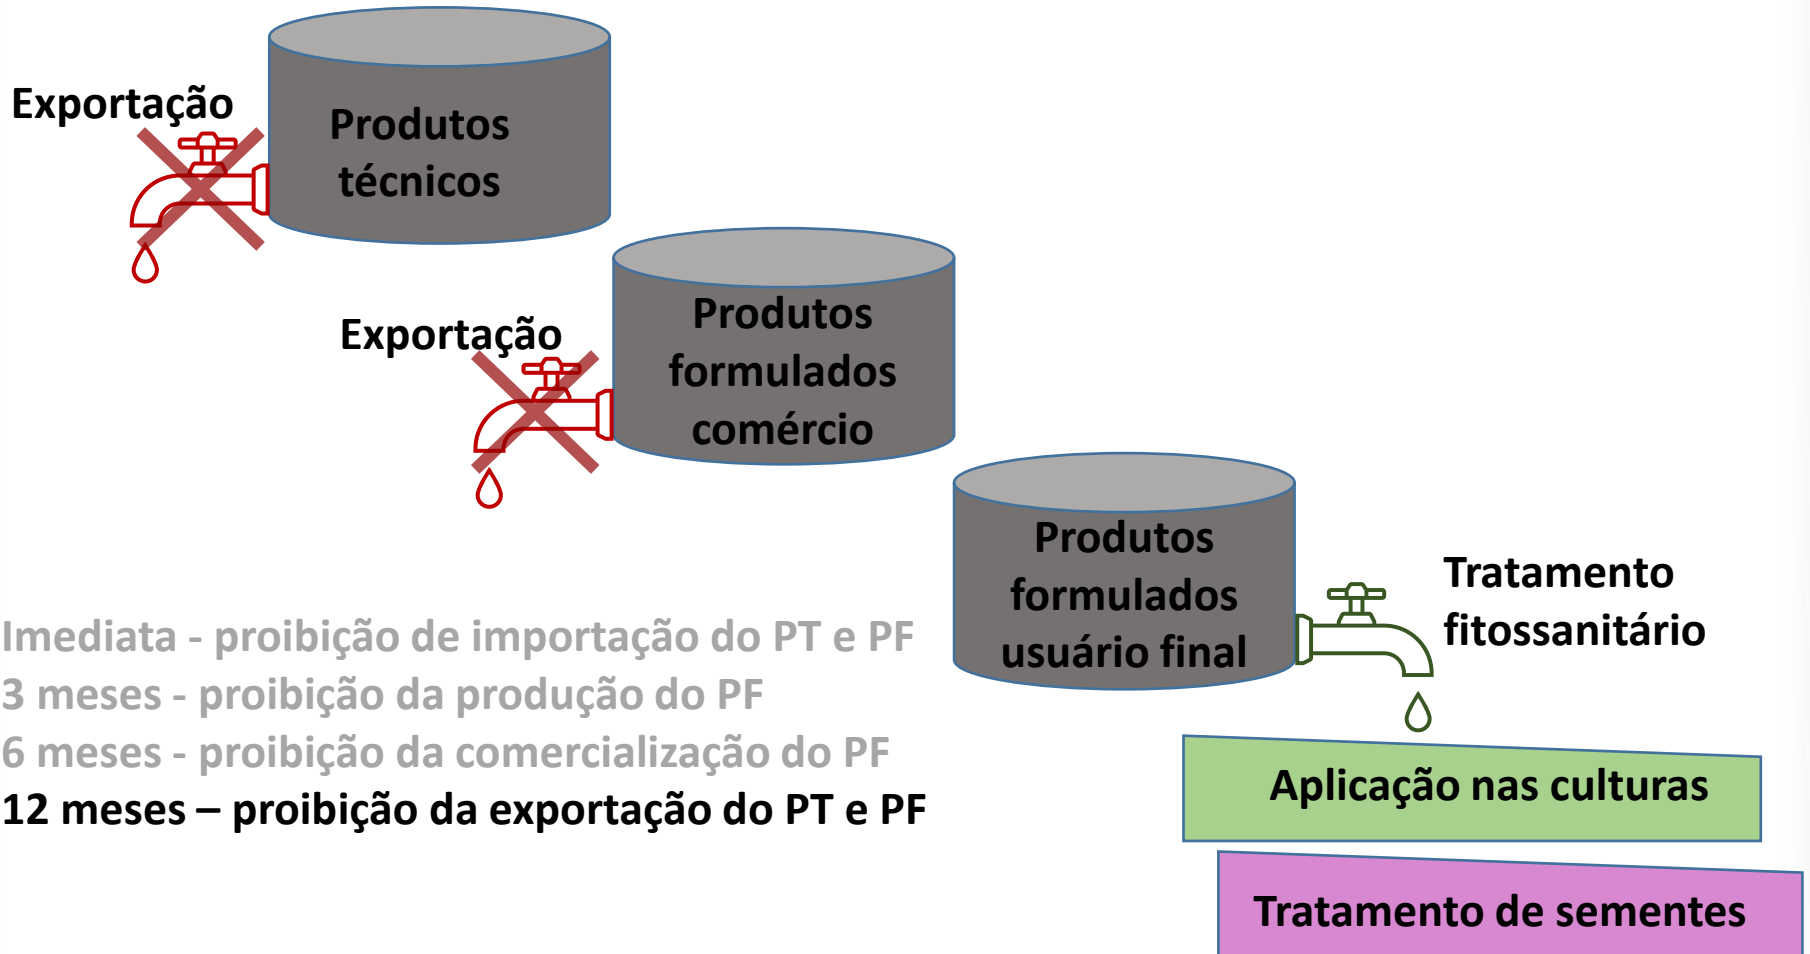 Exportação
Produtos
técnicos
Exportação
Produtos
formulados
comércio
Produtos
formulados
usuário final
Tratamento
fitossanitário
Imediata - proibição de importação do PT e PF
3 meses - proibição da produção do PF
6 meses - proibição da comercialização do PF
12 meses – proibição da exportação do PT e PF
Aplicação nas culturas
Tratamento de sementes